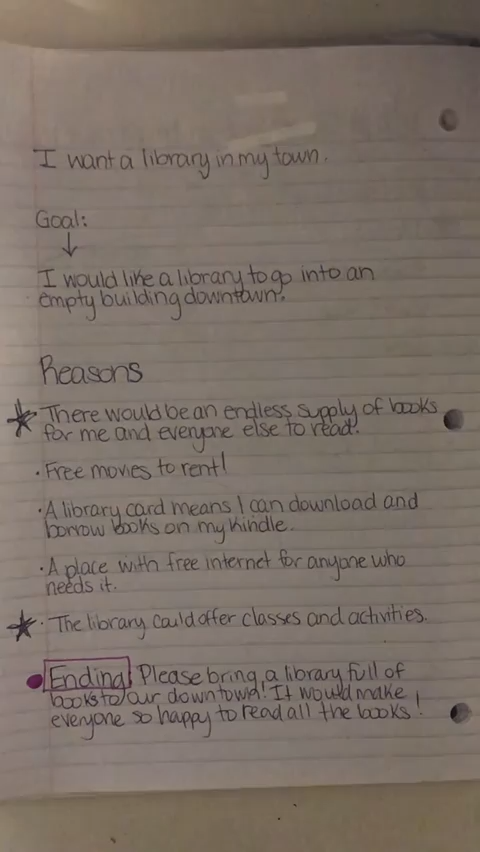 I want a library in my town.
Goal:
↓
I would like a library to go into an
empty building downtown.
Reasons
★ There would be an endless supply of books
for me and everyone else to read.
· Free movies to rent!
· A library card means I can download and
borrow books on my Kindle.
· A place with free internet for anyone who
needs it.
★ · The library could offer classes and activities.
• Ending: Please bring a library full of
books to our downtown! It would make
everyone so happy to read all the books!